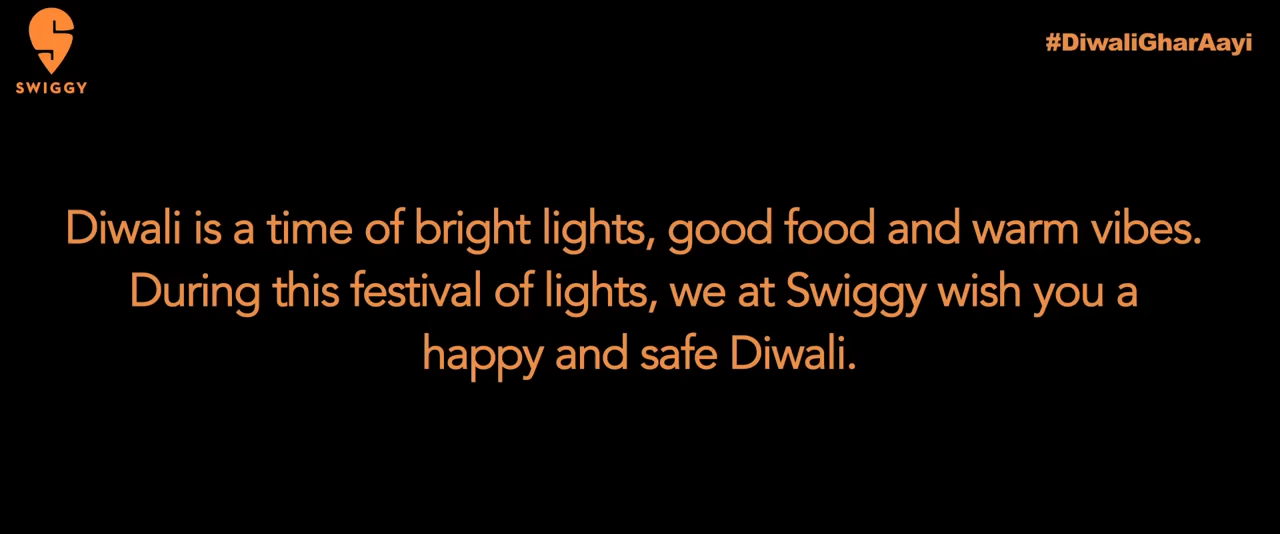 SWIGGY
#DiwaliGharAayi
Diwali is a time of bright lights, good food and warm vibes.
During this festival of lights, we at Swiggy wish you a
happy and safe Diwali.